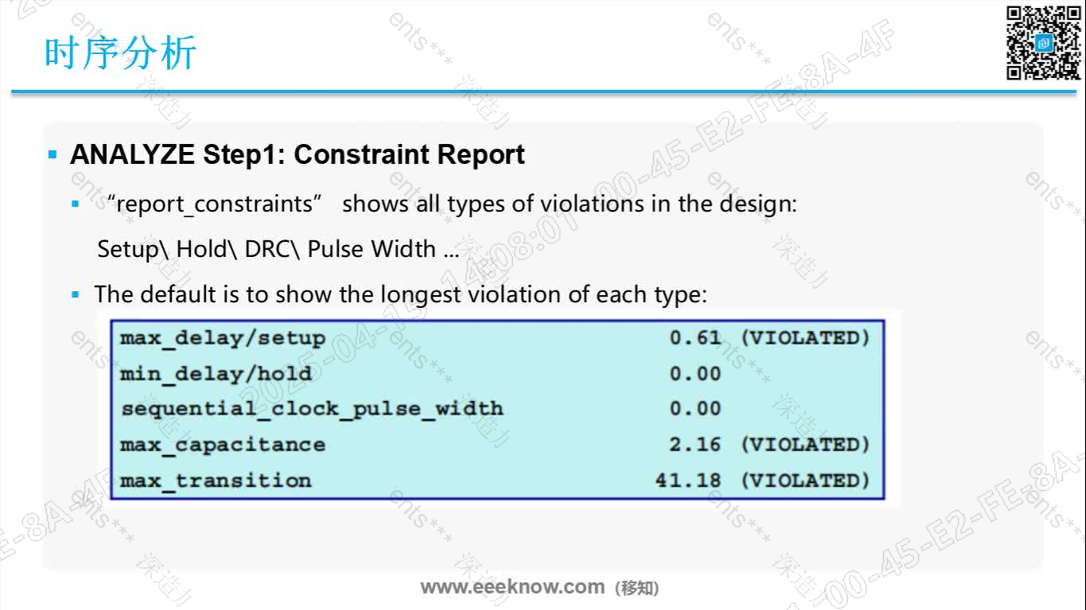 时序分析
ANALYZE Step1: Constraint Report
“report_constraints” shows all types of violations in the design:
Setup\ Hold\ DRC\ Pulse Width ...
The default is to show the longest violation of each type:
max_delay/setup 0.61 (VIOLATED)
min_delay/hold 0.00
sequential_clock_pulse_width 0.00
max_capacitance 2.16 (VIOLATED)
max_transition 41.18 (VIOLATED)
www.eeeknow.com (移知)